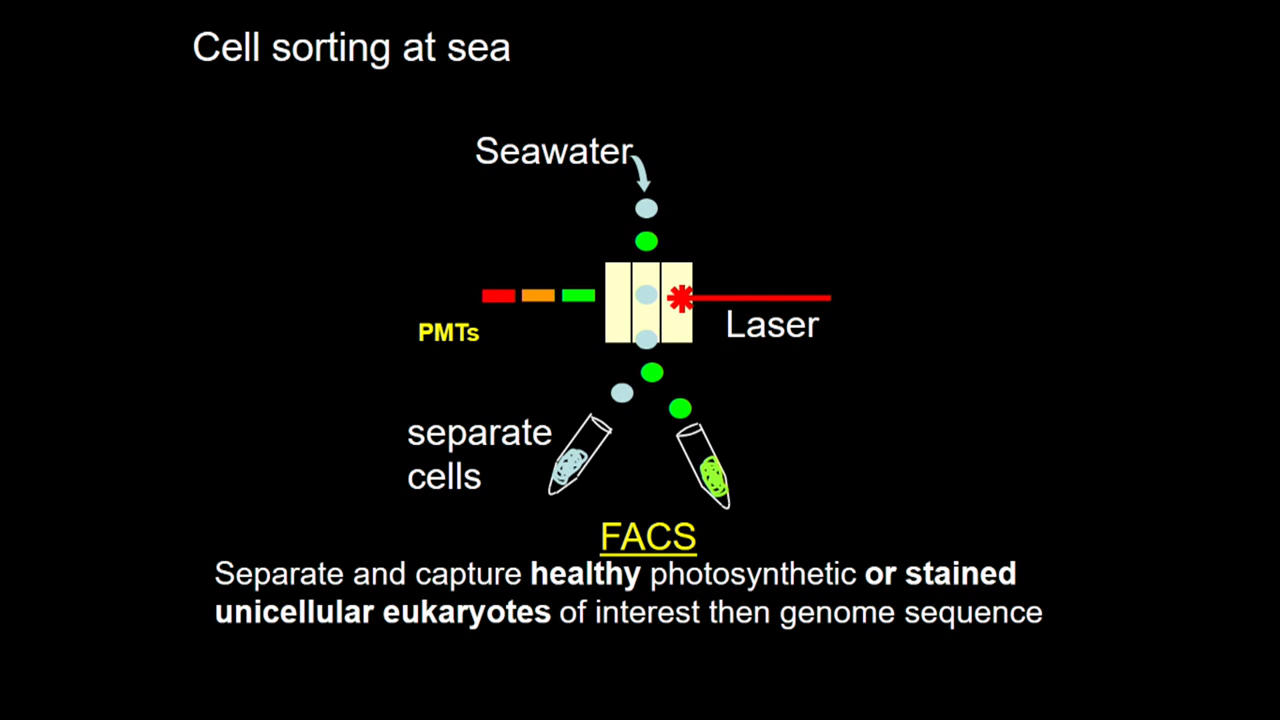 Cell sorting at sea
Seawater
PMTs
Laser
separate
cells
FACS
Separate and capture healthy photosynthetic or stained
unicellular eukaryotes of interest then genome sequence